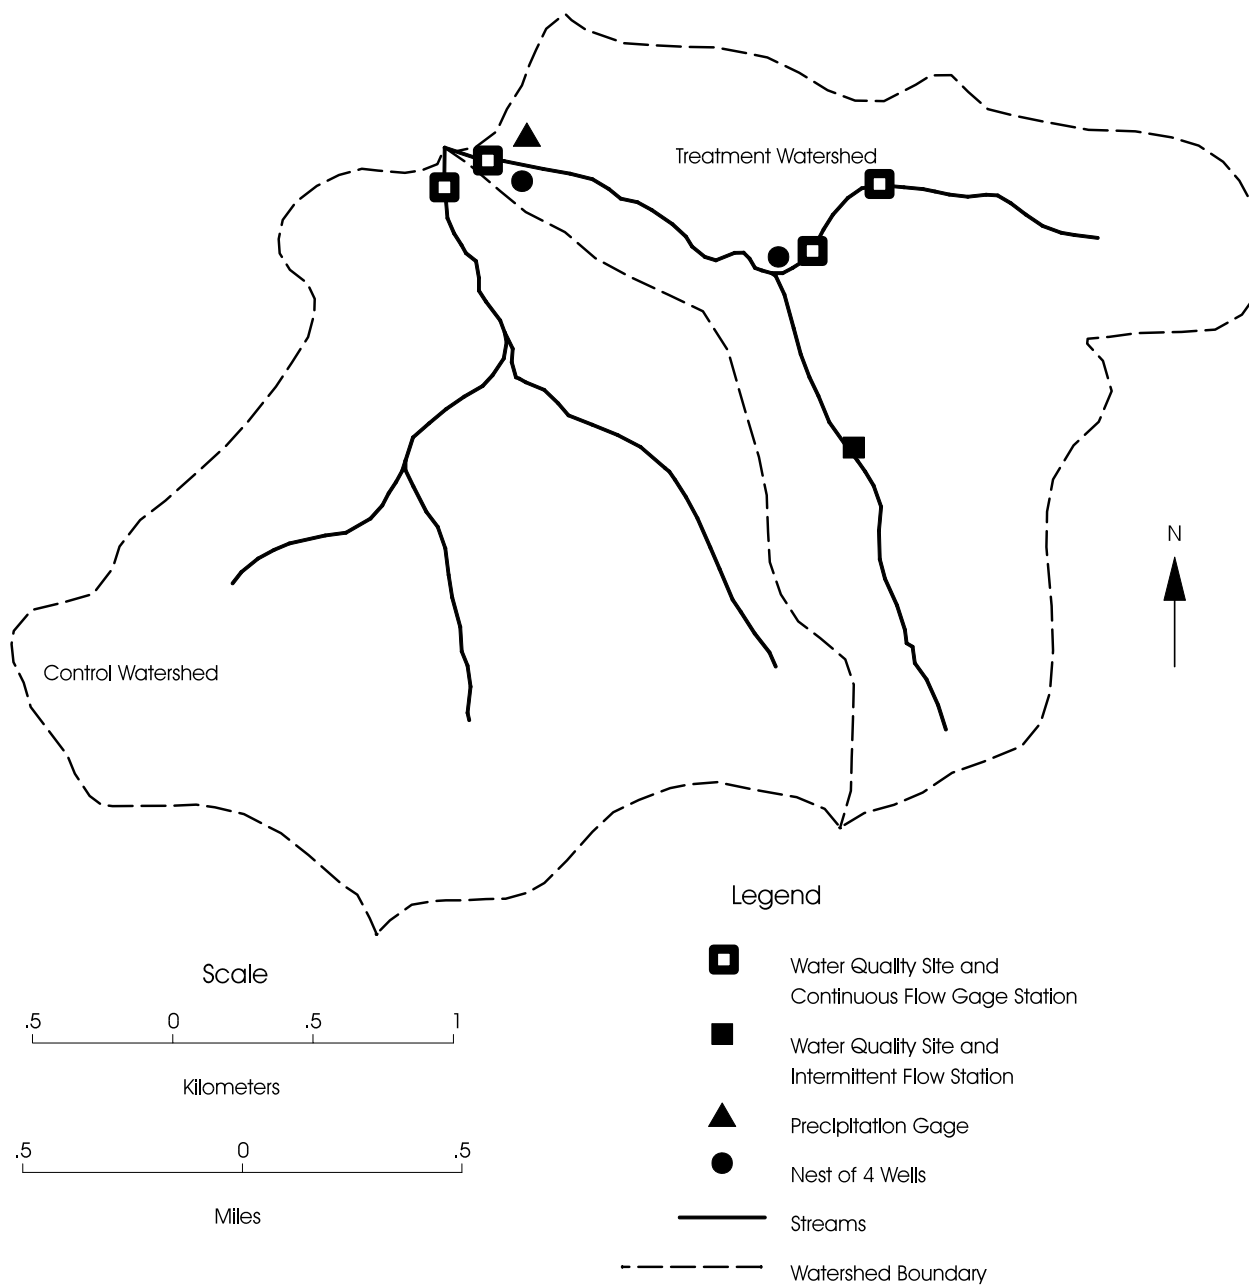 Treatment Watershed
N
Control Watershed
Legend
Water Quality Site and
Continuous Flow Gage Station
Water Quality Site and
Intermittent Flow Station
Precipitation Gage
Nest of 4 Wells
Streams
Watershed Boundary
Scale
.5 0 .5 1
Kilometers
.5 0 .5
Miles